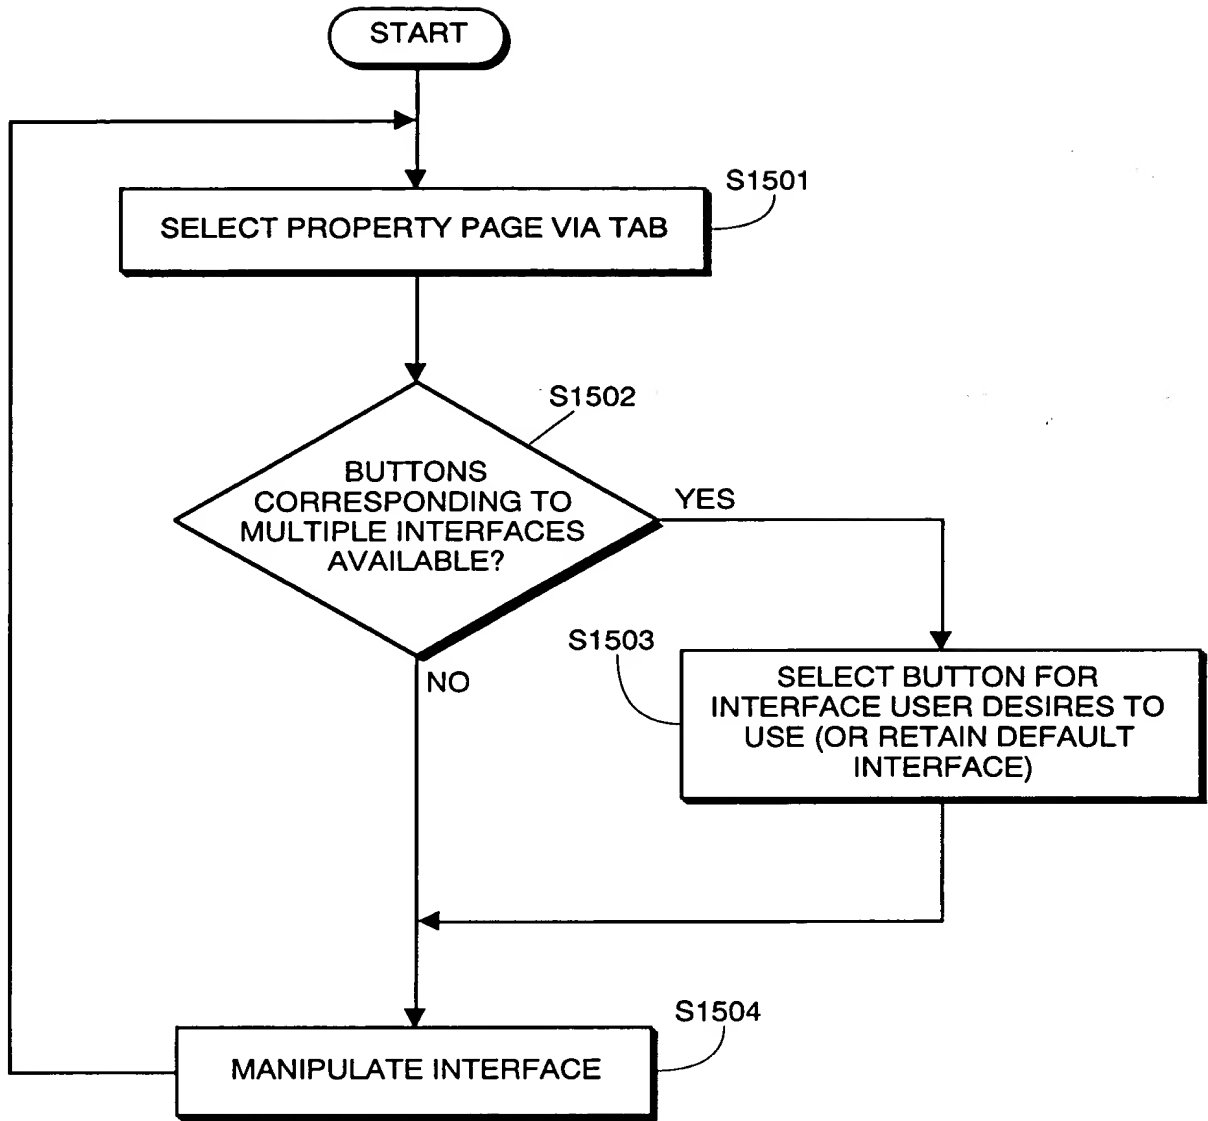 START
S1501
SELECT PROPERTY PAGE VIA TAB
S1502
BUTTONS
CORRESPONDING TO
MULTIPLE INTERFACES
AVAILABLE?
YES
NO
S1503
SELECT BUTTON FOR
INTERFACE USER DESIRES TO
USE (OR RETAIN DEFAULT
INTERFACE)
S1504
MANIPULATE INTERFACE